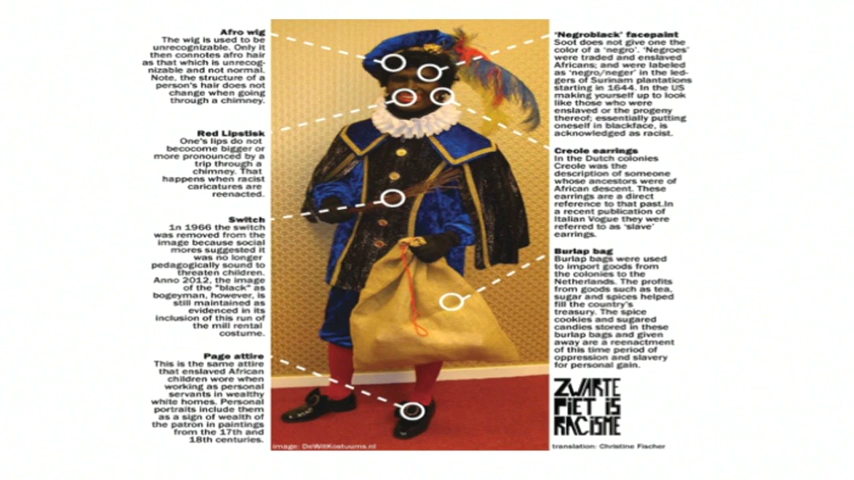 Afro wig
The wig is used to be
unrecognizable. Only it
then connotes afro hair
as that which is unrecog-
nizable and not normal.
Note, the structure of a
person's hair does not
change when going
through a chimney.
Red Lipstisk
One's lips do not
becocome bigger or
more pronounced by a
trip through a
chimney. That
happens when racist
caricatures are
reenacted.
Switch
1n 1966 the switch
was removed from the
image because social
mores suggested it
was no longer
pedagogically sound to
threaten children.
Anno 2012, the image
of the "black" as
bogeyman, however, is
still maintained as
evidenced in its
inclusion of this run of
the mill rental
costume.
Page attire
This is the same attire
that enslaved African
children wore when
working as personal
servants in wealthy
white homes. Personal
portraits include them
as a sign of wealth of
the patron in paintings
from the 17th and
18th centuries.
image: DeWitKostuums.nl
'Negroblack' facepaint
Soot does not give one the
color of a 'negro'. 'Negroes'
were traded and enslaved
Africans; and were labeled
as 'negro/neger' in the led-
gers of Surinam plantations
starting in 1644. In the US
making yourself up to look
like those who were
enslaved or the progeny
thereof; essentially putting
oneself in blackface, is
acknowledged as racist.
Creole earrings
In the Dutch colonies
Creole was the
description of someone
whose ancestors were of
African descent. These
earrings are a direct
reference to that past.In
a recent publication of
Italian Vogue they were
referred to as 'slave'
earrings.
Burlap bag
Burlap bags were used
to import goods from
the colonies to the
Netherlands. The profits
from goods such as tea,
sugar and spices helped
fill the country's
treasury. The spice
cookies and sugared
candies stored in these
burlap bags and given
away are a reenactment
of this time period of
oppression and slavery
for personal gain.
ZWARTE
PIET IS
RACISME
translation: Christine Fischer